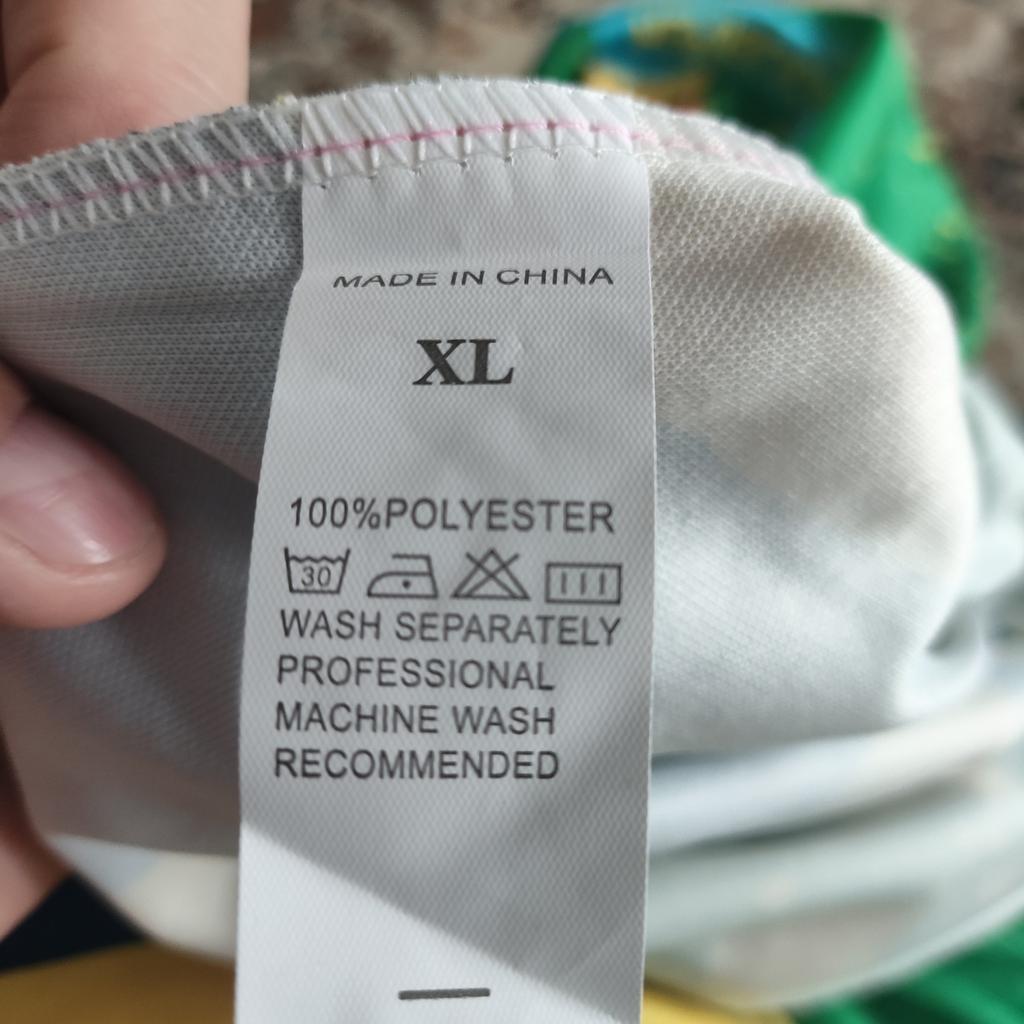 MADE IN CHINA
XL
100%POLYESTER
30
WASH SEPARATELY
PROFESSIONAL
MACHINE WASH
RECOMMENDED